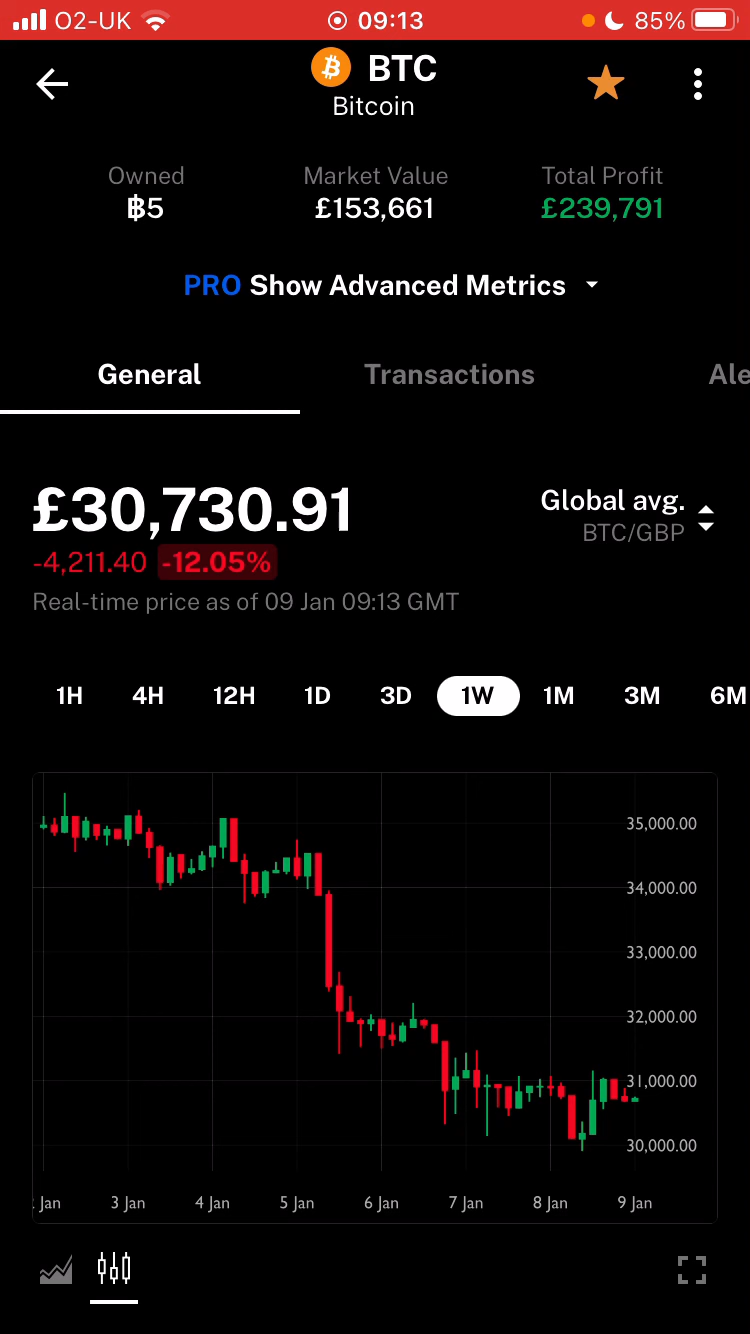 O2-UK 09:13 85%
BTC
Bitcoin
Owned Market Value Total Profit
฿5 £153,661 £239,791
PRO Show Advanced Metrics
General Transactions Ale
£30,730.91 Global avg.
-4,211.40 -12.05% BTC/GBP
Real-time price as of 09 Jan 09:13 GMT
1H 4H 12H 1D 3D 1W 1M 3M 6M
35,000.00
34,000.00
33,000.00
32,000.00
31,000.00
30,000.00
Jan 3 Jan 4 Jan 5 Jan 6 Jan 7 Jan 8 Jan 9 Jan